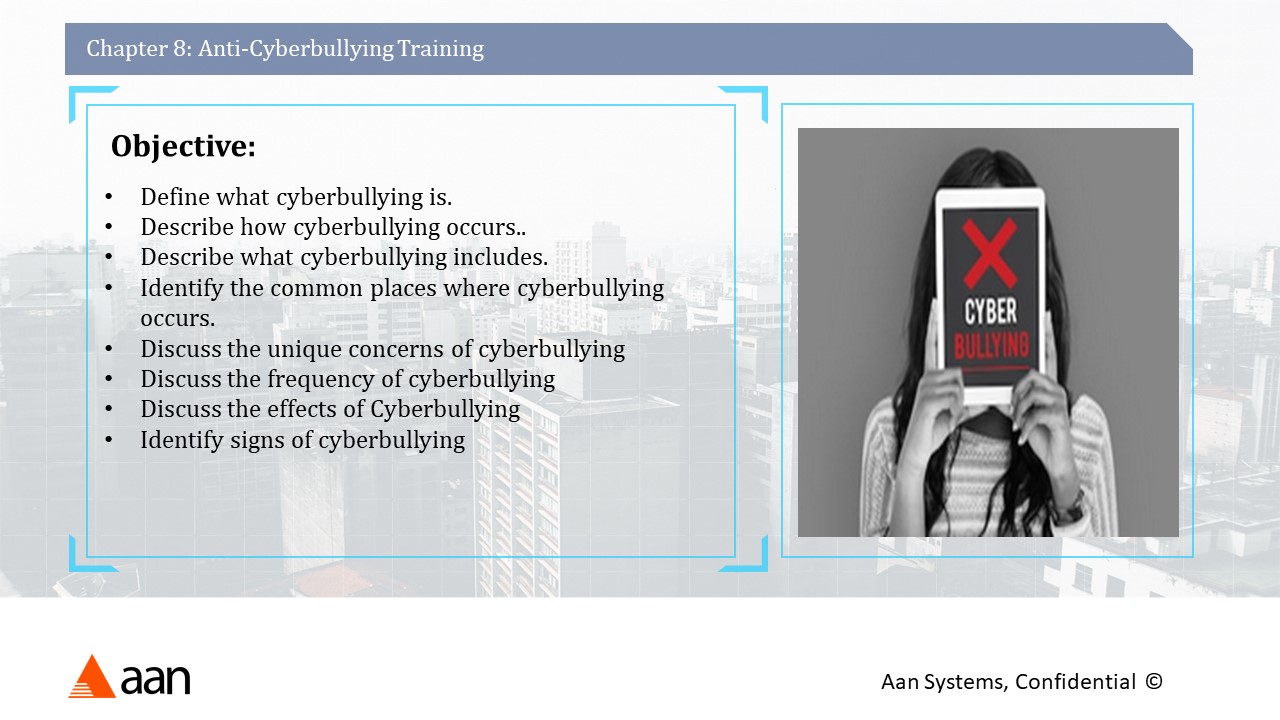 Chapter 8: Anti-Cyberbullying Training
Objective:
• Define what cyberbullying is.
• Describe how cyberbullying occurs..
• Describe what cyberbullying includes.
• Identify the common places where cyberbullying
occurs.
• Discuss the unique concerns of cyberbullying
• Discuss the frequency of cyberbullying
• Discuss the effects of Cyberbullying
• Identify signs of cyberbullying
CYBER
BULLYING
aan
Aan Systems, Confidential ©